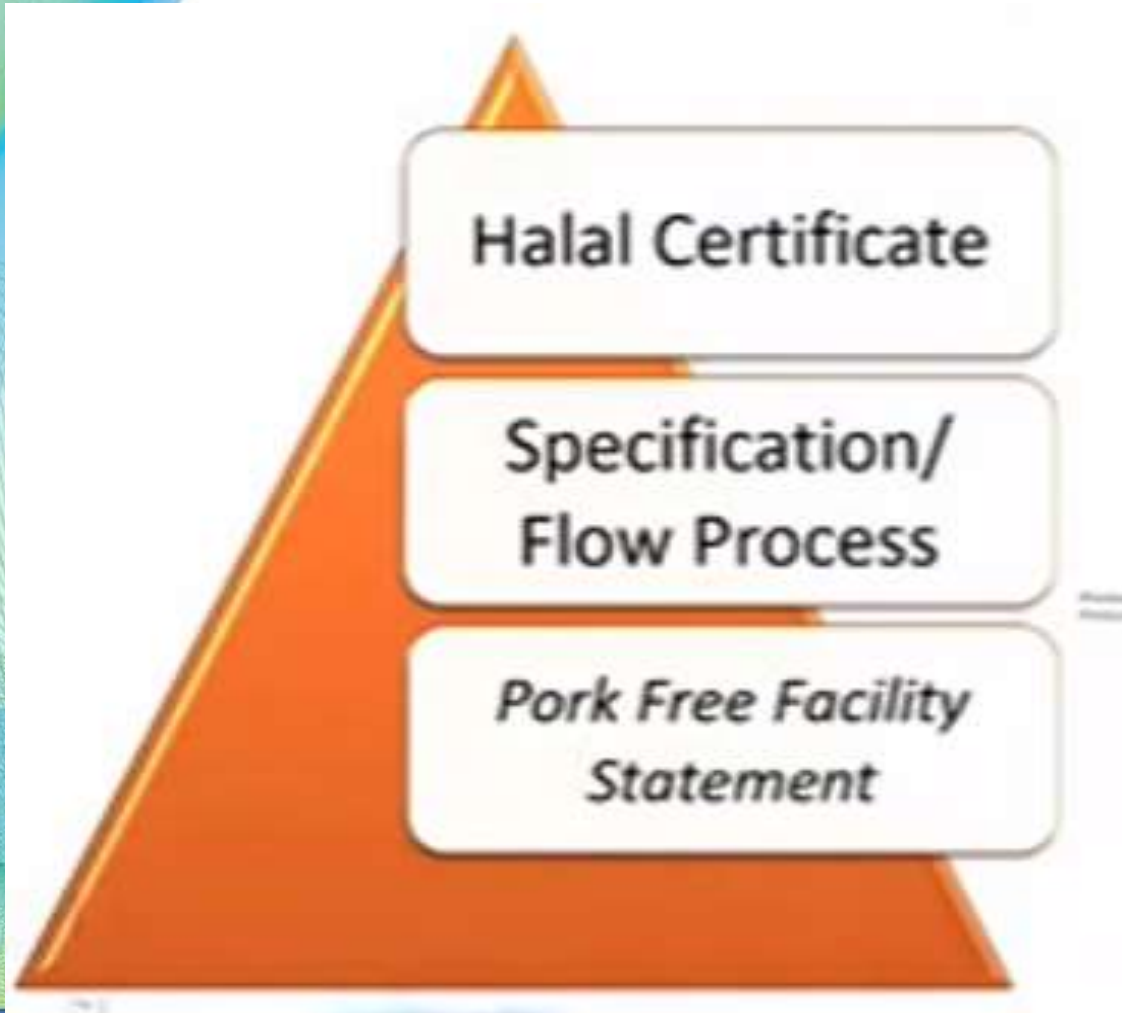 Halal Certificate
Specification/
Flow Process
Pork Free Facility
Statement